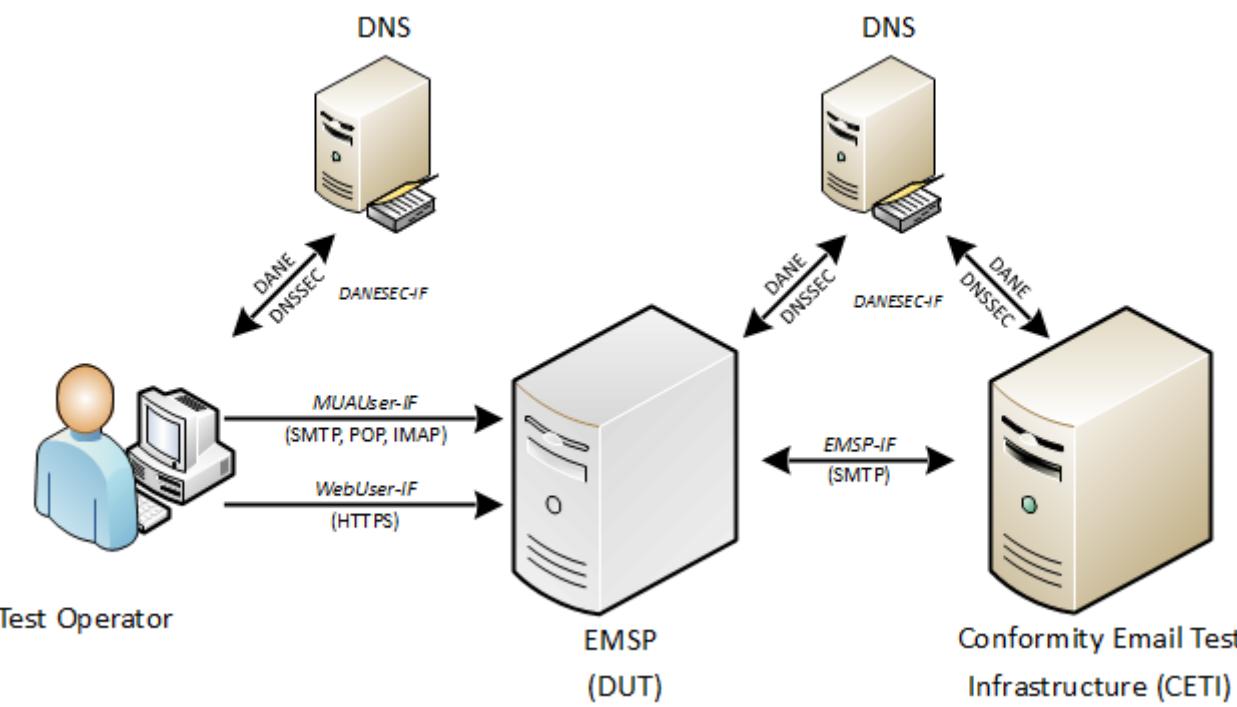 DNS
DNS
DANE
DNSSEC
DANESEC-IF
DANE
DNSSEC
DANESEC-IF
DANE
DNSSEC
MUAUser-IF
(SMTP, POP, IMAP)
WebUser-IF
(HTTPS)
EMSP-IF
(SMTP)
Test Operator
EMSP
(DUT)
Conformity Email Test
Infrastructure (CETI)